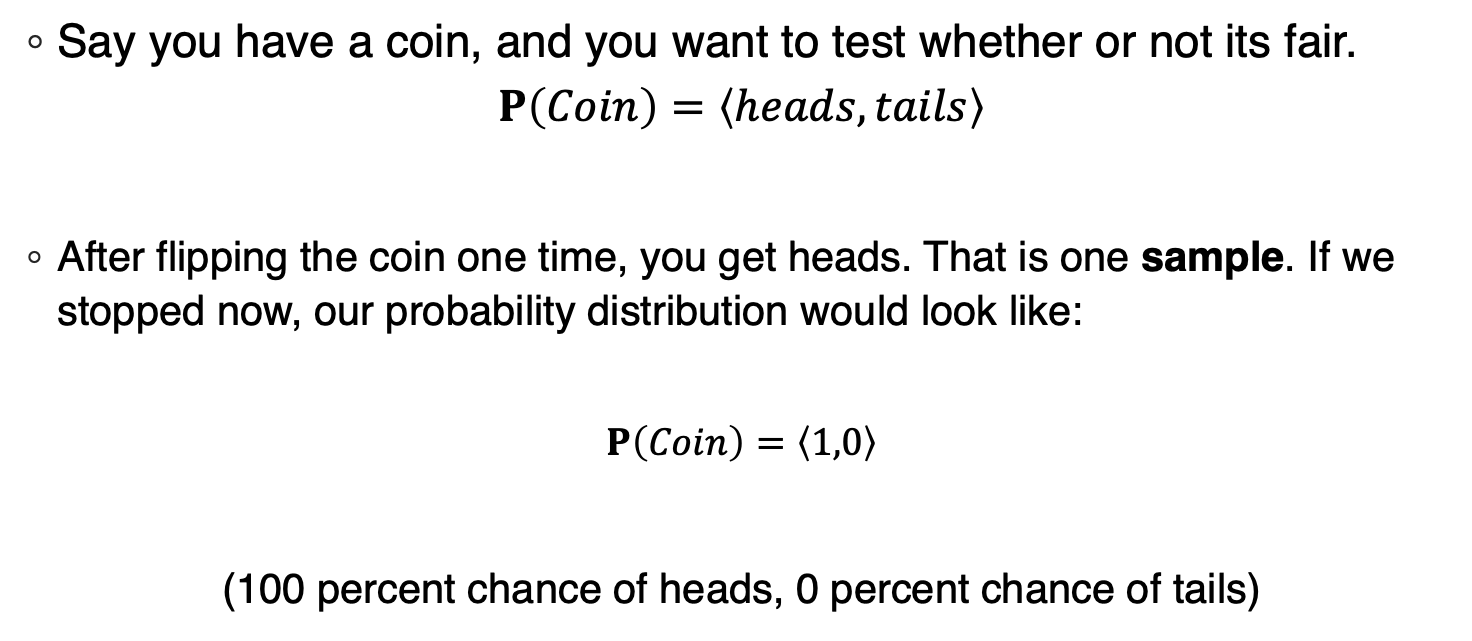 ◦ Say you have a coin, and you want to test whether or not its fair.
P(Coin) = ⟨heads, tails⟩
◦ After flipping the coin one time, you get heads. That is one sample. If we
stopped now, our probability distribution would look like:
P(Coin) = ⟨1,0⟩
(100 percent chance of heads, 0 percent chance of tails)